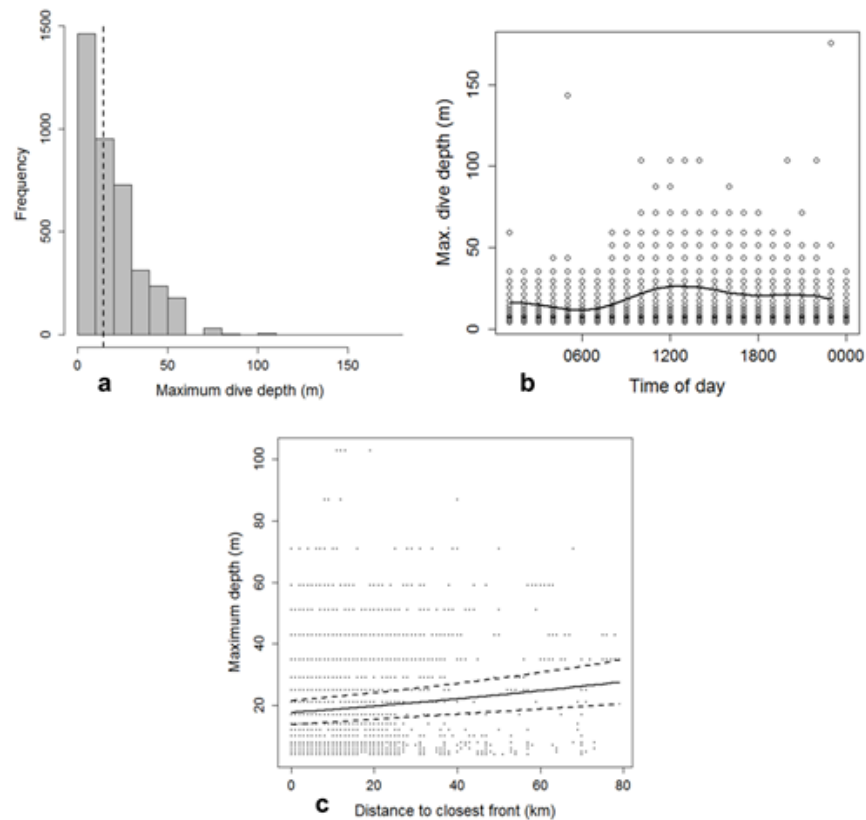 1500
1000
500
0
Frequency
0 50 100 150
Maximum dive depth (m)
a
150
100
50
0
Max. dive depth (m)
0600 1200 1800 0000
Time of day
b
100
80
60
40
20
Maximum depth (m)
0 20 40 60 80
Distance to closest front (km)
c